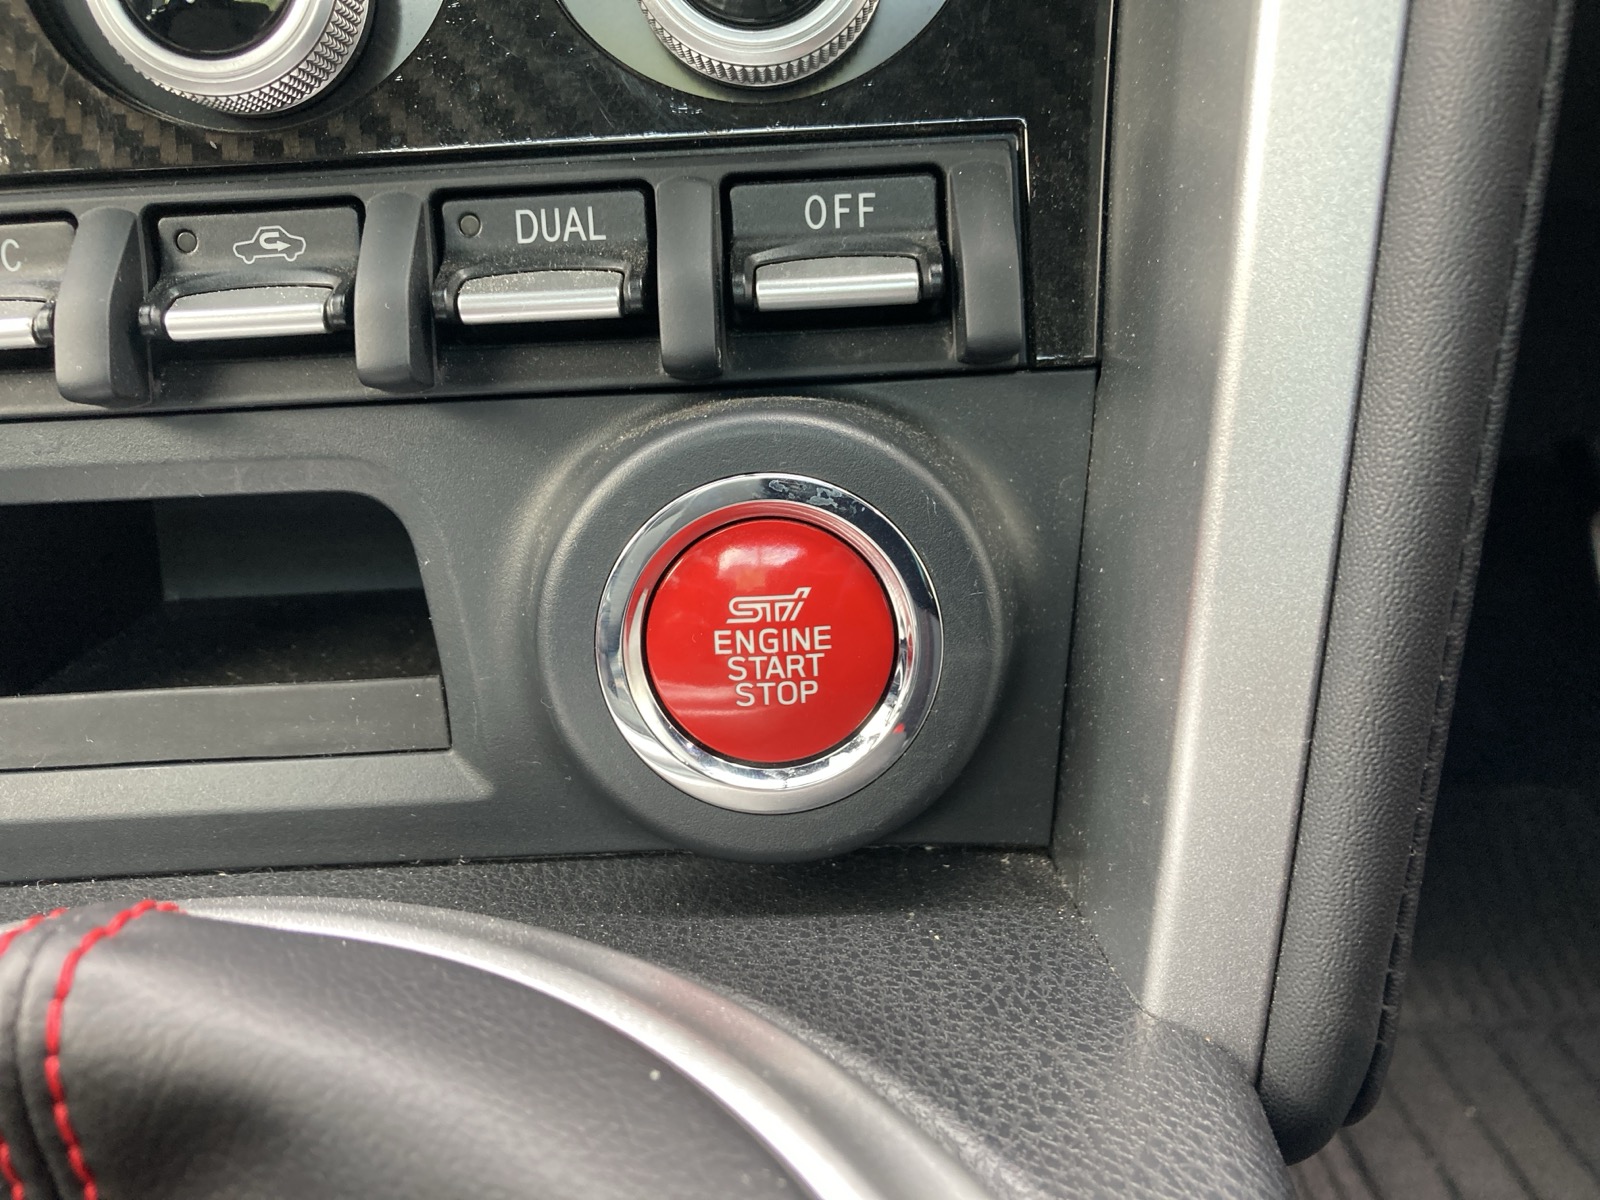 C
DUAL
OFF
STI
ENGINE
START
STOP